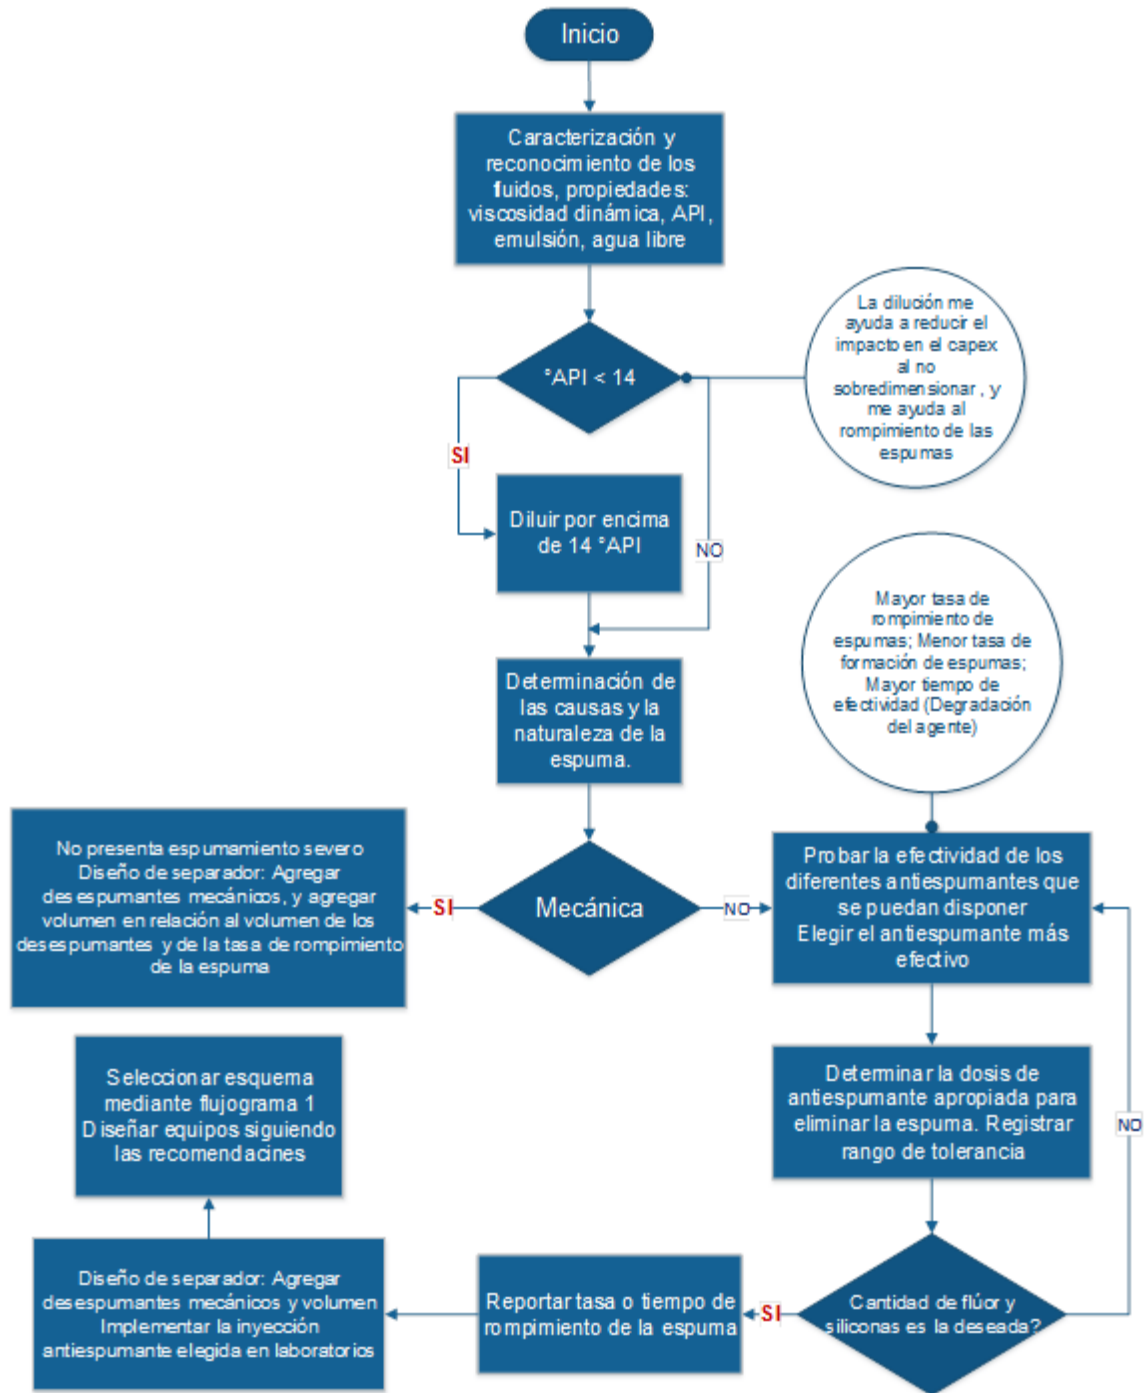 Inicio
Caracterización y
reconocimiento de los
fluidos, propiedades:
viscosidad dinámica, API,
emulsión, agua libre
La dilución me
ayuda a reducir el
impacto en el capex
al no
sobredimensionar , y
me ayuda al
rompimiento de las
espumas
°API < 14
SI
Diluir por encima
de 14 °API
NO
Mayor tasa de
rompimiento de
espumas; Menor tasa de
formación de espumas;
Mayor tiempo de
efectividad (Degradación
del agente)
Determinación de
las causas y la
naturaleza de la
espuma.
No presenta espumamiento severo
Diseño de separador: Agregar
desespumantes mecánicos, y agregar
volumen en relación al volumen de los
desespumantes y de la tasa de rompimiento
de la espuma
SI
Mecánica
NO
Probar la efectividad de los
diferentes antiespumantes que
se puedan disponer
Elegir el antiespumante más
efectivo
Seleccionar esquema
mediante flujograma 1
Diseñar equipos siguiendo
las recomendacines
Determinar la dosis de
antiespumante apropiada para
eliminar la espuma. Registrar
rango de tolerancia
NO
Diseño de separador: Agregar
desespumantes mecánicos y volumen
Implementar la inyección
antiespumante elegida en laboratorios
Reportar tasa o tiempo de
rompimiento de la espuma
SI
Cantidad de flúor y
siliconas es la deseada?